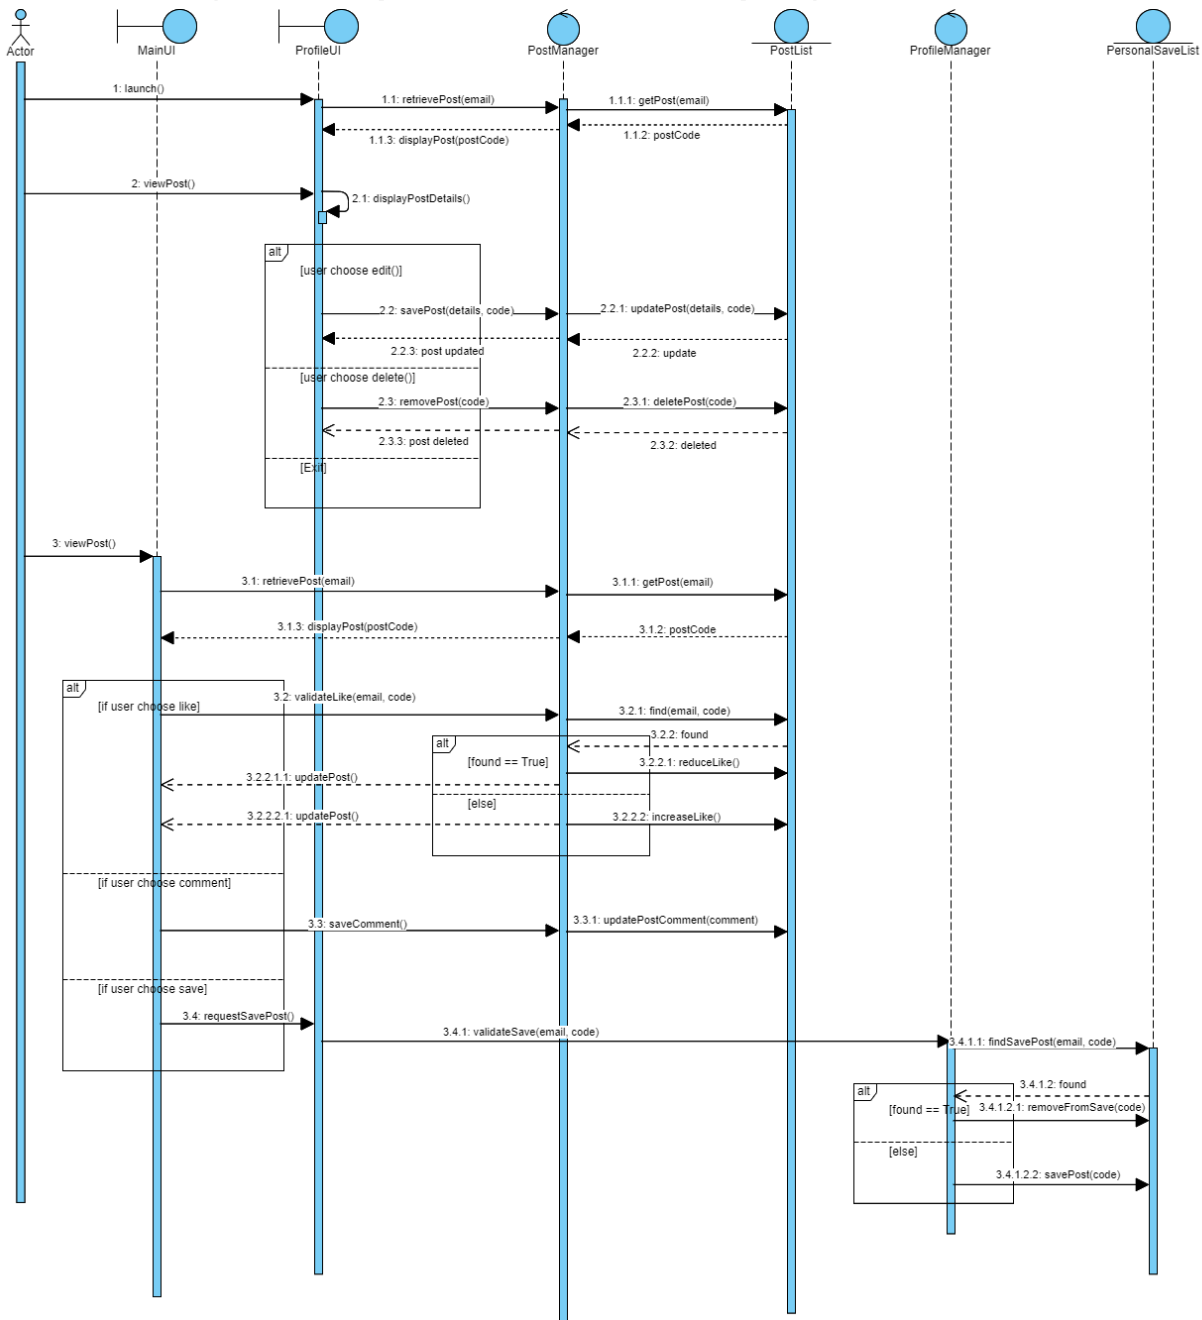 Actor
MainUI
ProfileUI
PostManager
PostList
ProfileManager
PersonalSaveList
1: launch()
1.1: retrievePost(email)
1.1.1: getPost(email)
1.1.2: postCode
1.1.3: displayPost(postCode)
2: viewPost()
2.1: displayPostDetails()
alt
[user choose edit()]
2.2: savePost(details, code)
2.2.1: updatePost(details, code)
2.2.3: post updated
2.2.2: update
[user choose delete()]
2.3: removePost(code)
2.3.1: deletePost(code)
2.3.3: post deleted
2.3.2: deleted
[Exit]
3: viewPost()
3.1: retrievePost(email)
3.1.1: getPost(email)
3.1.3: displayPost(postCode)
3.1.2: postCode
alt
[if user choose like]
3.2: validateLike(email, code)
3.2.1: find(email, code)
3.2.2: found
alt
[found == True]
3.2.2.1: reduceLike()
3.2.2.1.1: updatePost()
[else]
3.2.2.2.1: updatePost()
3.2.2.2: increaseLike()
[if user choose comment]
3.3: saveComment()
3.3.1: updatePostComment(comment)
[if user choose save]
3.4: requestSavePost()
3.4.1: validateSave(email, code)
3.4.1.1: findSavePost(email, code)
alt
3.4.1.2: found
[found == True]
3.4.1.2.1: removeFromSave(code)
[else]
3.4.1.2.2: savePost(code)